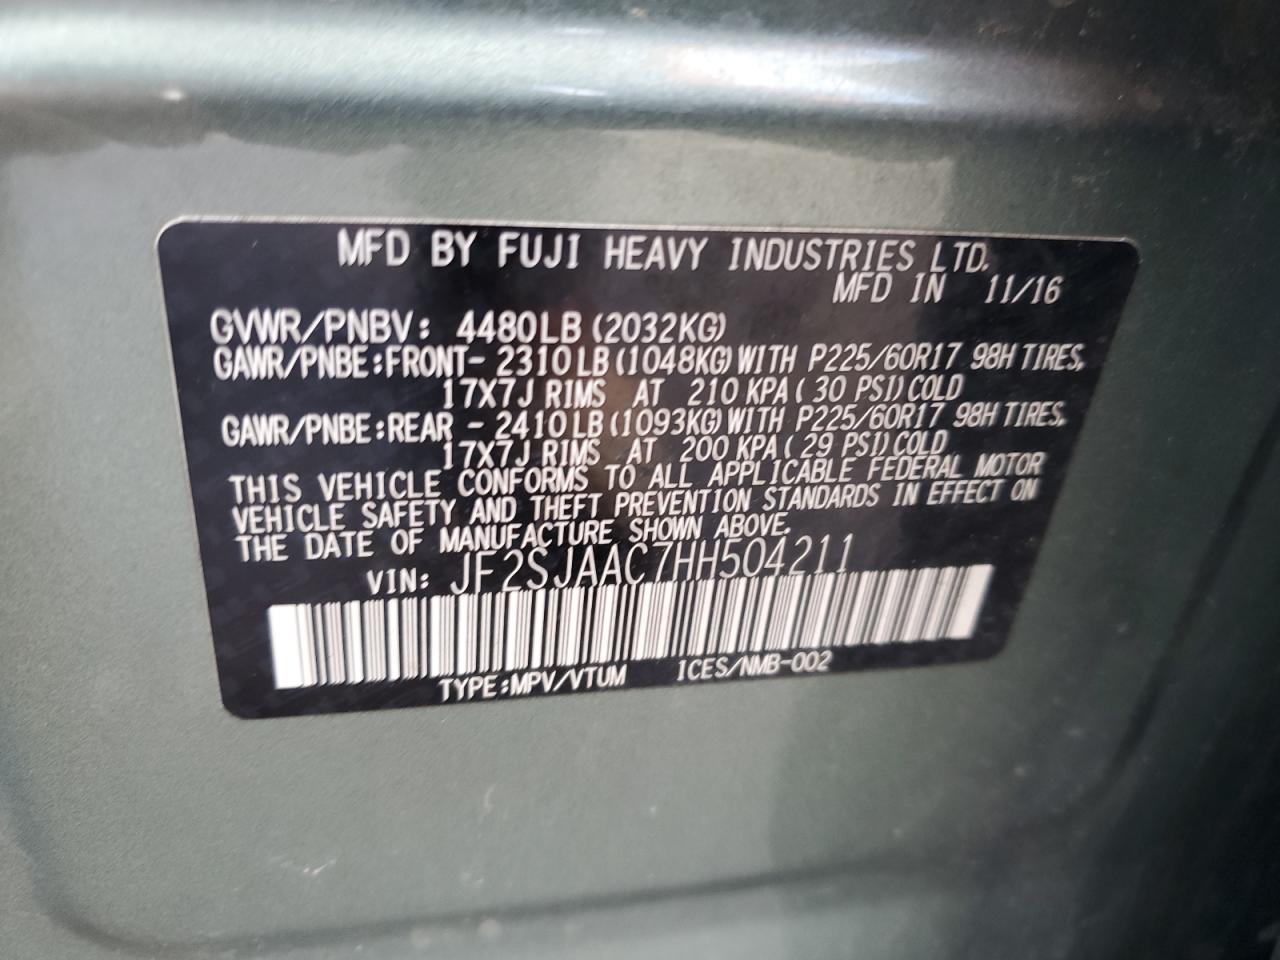 MFD BY FUJI HEAVY INDUSTRIES LTD.
MFD IN 11/16
GVWR/PNBV: 4480LB (2032KG)
GAWR/PNBE:FRONT- 2310LB (1048KG) WITH P225/60R17 98H TIRES,
17X7J RIMS AT 210 KPA( 30 PSI)COLD
GAWR/PNBE:REAR - 2410LB (1093KG) WITH P225/60R17 98H TIRES,
17X7J RIMS AT 200 KPA( 29 PSI)COLD
THIS VEHICLE CONFORMS TO ALL APPLICABLE FEDERAL MOTOR
VEHICLE SAFETY AND THEFT PREVENTION STANDARDS IN EFFECT ON
THE DATE OF MANUFACTURE SHOWN ABOVE.
VIN: JF2SJAAC7HH504211
TYPE:MPV/VTUM ICES/NMB-002